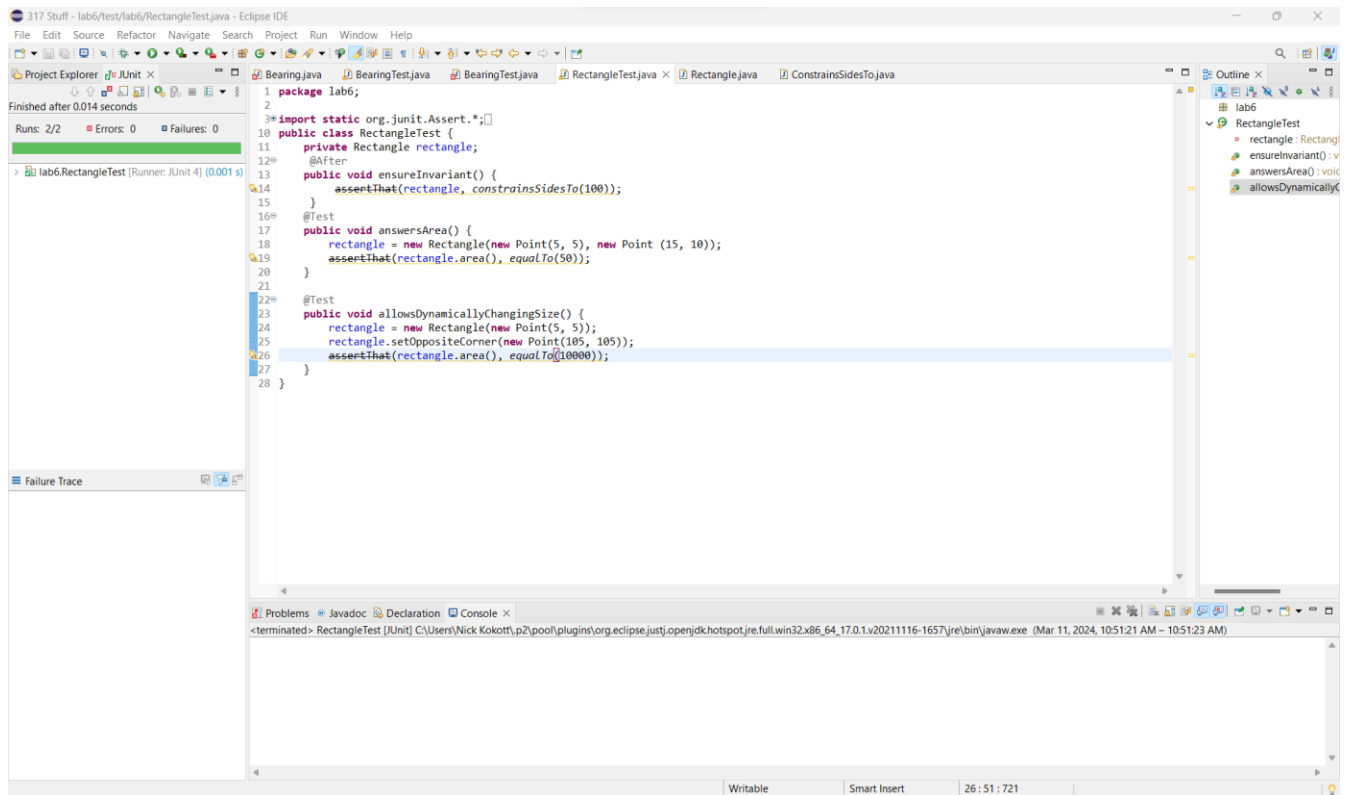 317 Stuff - lab6/test/lab6/RectangleTest.java - Eclipse IDE
File Edit Source Refactor Navigate Search Project Run Window Help
Project Explorer JUnit
Finished after 0.014 seconds
Runs: 2/2 Errors: 0 Failures: 0
lab6.RectangleTest [Runner: JUnit 4] (0.001 s)
Failure Trace
Bearing.java BearingTest.java BearingTest.java RectangleTest.java Rectangle.java ConstrainsSidesTo.java
1 package lab6;
2
3 import static org.junit.Assert.*;
10 public class RectangleTest {
11 private Rectangle rectangle;
12 @After
13 public void ensureInvariant() {
14 assertThat(rectangle, constrainsSidesTo(100));
15 }
16 @Test
17 public void answersArea() {
18 rectangle = new Rectangle(new Point(5, 5), new Point (15, 10));
19 assertThat(rectangle.area(), equalTo(50));
20 }
21
22 @Test
23 public void allowsDynamicallyChangingSize() {
24 rectangle = new Rectangle(new Point(5, 5));
25 rectangle.setOppositeCorner(new Point(105, 105));
26 assertThat(rectangle.area(), equalTo(10000));
27 }
28 }
Outline
lab6
RectangleTest
rectangle : Rectangl
ensureInvariant() : v
answersArea() : voic
allowsDynamicallyC
Problems Javadoc Declaration Console
<terminated> RectangleTest [JUnit] C:\Users\Nick Kokott\.p2\pool\plugins\org.eclipse.justj.openjdk.hotspot.jre.full.win32.x86_64_17.0.1.v20211116-1657\jre\bin\javaw.exe (Mar 11, 2024, 10:51:21 AM – 10:51:23 AM)
Writable Smart Insert 26 : 51 : 721